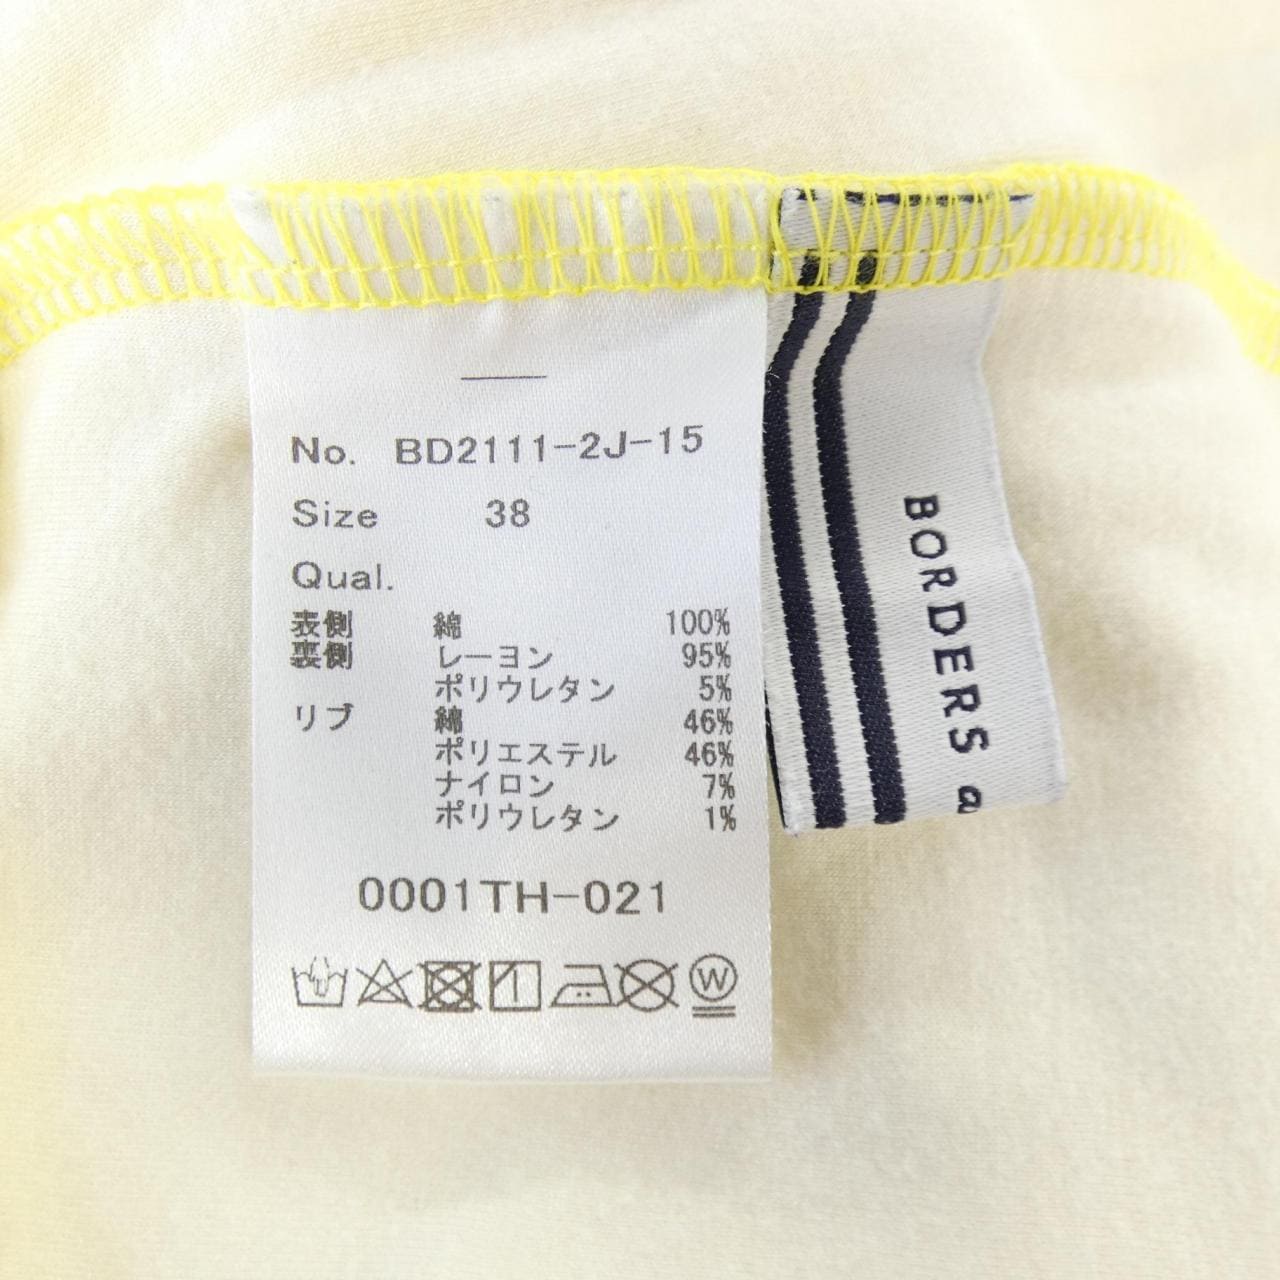 No. BD2111-2J-15
Size 38
Qual.
表側 綿 100%
裏側 レーヨン 95%
ポリウレタン 5%
リブ 綿 46%
ポリエステル 46%
ナイロン 7%
ポリウレタン 1%
0001TH-021
W
BORDERS a